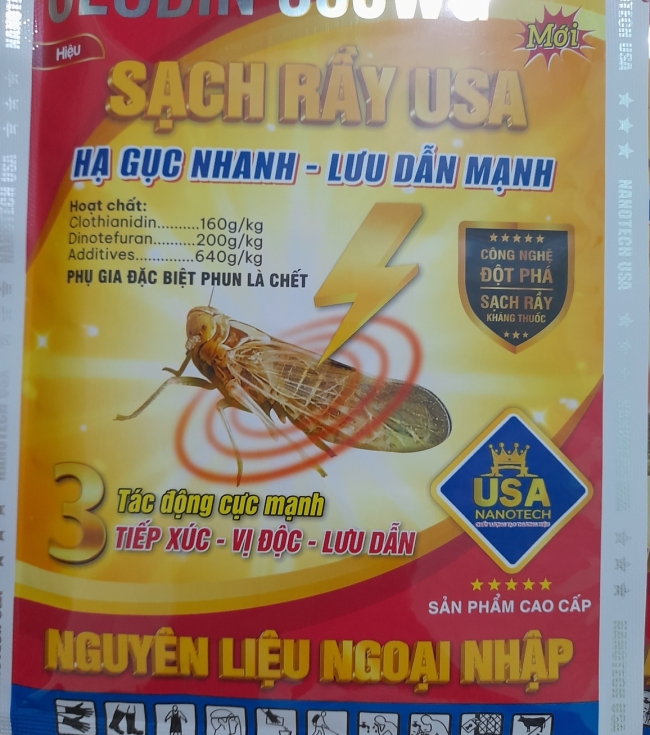 Hiệu
Mới
SẠCH RẦY USA
HẠ GỤC NHANH - LƯU DẪN MẠNH
Hoạt chất:
Clothianidin..........160g/kg
Dinotefuran..........200g/kg
Additives..............640g/kg
PHỤ GIA ĐẶC BIỆT PHUN LÀ CHẾT
CÔNG NGHỆ
ĐỘT PHÁ
SẠCH RẦY
KHÁNG THUỐC
3 Tác động cực mạnh
TIẾP XÚC - VỊ ĐỘC - LƯU DẪN
USA
NANOTECH
SẢN PHẨM CAO CẤP
NGUYÊN LIỆU NGOẠI NHẬP
NANOTECH USA
NANOTECH USA